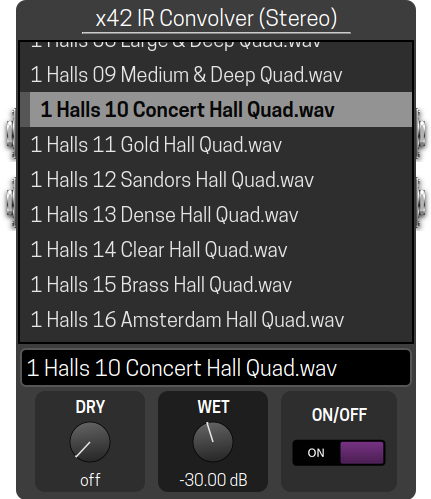 x42 IR Convolver (Stereo)
1 Halls 08 Large & Deep Quad.wav
1 Halls 09 Medium & Deep Quad.wav
1 Halls 10 Concert Hall Quad.wav
1 Halls 11 Gold Hall Quad.wav
1 Halls 12 Sandors Hall Quad.wav
1 Halls 13 Dense Hall Quad.wav
1 Halls 14 Clear Hall Quad.wav
1 Halls 15 Brass Hall Quad.wav
1 Halls 16 Amsterdam Hall Quad.wav
1 Halls 10 Concert Hall Quad.wav
DRY
WET
ON/OFF
ON
off
-30.00 dB